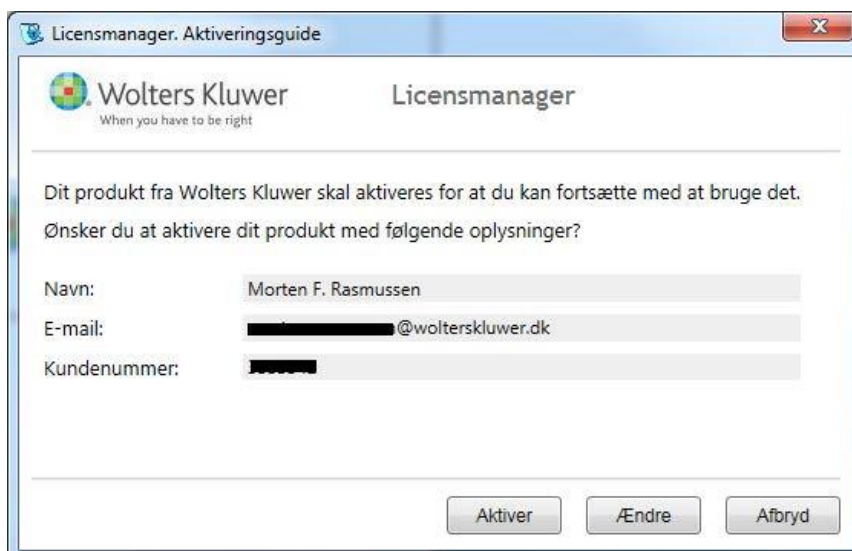 Licensmanager. Aktiveringsguide
Wolters Kluwer
When you have to be right
Licensmanager
Dit produkt fra Wolters Kluwer skal aktiveres for at du kan fortsætte med at bruge det.
Ønsker du at aktivere dit produkt med følgende oplysninger?
Navn: Morten F. Rasmussen
E-mail: @wolterskluwer.dk
Kundenummer:
Aktiver Ændre Afbryd